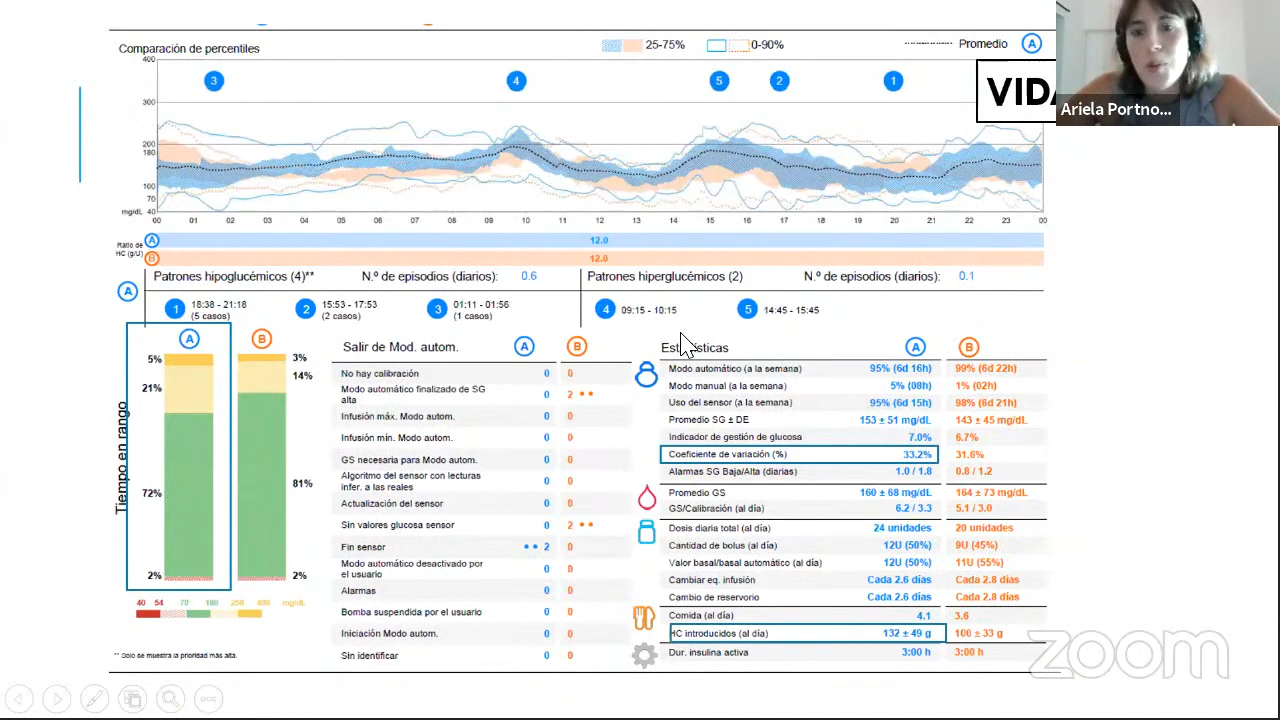 Comparación de percentiles
25-75%
0-90%
Promedio A
400
300
200
180
100
70
mg/dL 40
3 4 5 2 1
00 01 02 03 04 05 06 07 08 09 10 11 12 13 14 15 16 17 18 19 20 21 22 23 00
VIDA
Ariela Portno...
Ratio de HC (g/U)
A 12.0
B 12.0
A
Patrones hipoglucémicos (4)** N.º de episodios (diarios): 0.6
1 18:38 - 21:18 (5 casos)
2 15:53 - 17:53 (2 casos)
3 01:11 - 01:56 (1 casos)
Patrones hiperglucémicos (2) N.º de episodios (diarios): 0.1
4 09:15 - 10:15
5 14:45 - 15:45
Tiempo en rango
A B
5% 3%
21% 14%
72% 81%
2% 2%
40 54 70 180 250 400 mg/dL
** Sólo se muestra la prioridad más alta.
Salir de Mod. autom. A B
No hay calibración 0 0
Modo automático finalizado de SG alta 0 2
Infusión máx. Modo autom. 0 0
Infusión mín. Modo autom. 0 0
GS necesaria para Modo autom. 0 0
Algoritmo del sensor con lecturas infer. a las reales 0 0
Actualización del sensor 0 0
Sin valores glucosa sensor 0 2
Fin sensor 2 0
Modo automático desactivado por el usuario 0 0
Alarmas 0 0
Bomba suspendida por el usuario 0 0
Iniciación Modo autom. 0 0
Sin identificar 0 0
A B
Modo automático (a la semana) 95% (6d 16h) 99% (6d 22h)
Modo manual (a la semana) 5% (08h) 1% (02h)
Uso del sensor (a la semana) 95% (6d 15h) 98% (6d 21h)
Promedio SG ± DE 153 ± 51 mg/dL 143 ± 45 mg/dL
Indicador de gestión de glucosa 7.0% 6.7%
Coeficiente de variación (%) 33.2% 31.6%
Alarmas SG Baja/Alta (diarias) 1.0 / 1.8 0.8 / 1.2
Promedio GS 160 ± 68 mg/dL 164 ± 73 mg/dL
GS/Calibración (al día) 6.2 / 3.3 5.1 / 3.0
Dosis diaria total (al día) 24 unidades 20 unidades
Cantidad de bolus (al día) 12U (50%) 9U (45%)
Valor basal/basal automático (al día) 12U (50%) 11U (55%)
Cambiar eq. infusión Cada 2.6 días Cada 2.8 días
Cambio de reservorio Cada 2.6 días Cada 2.8 días
Comida (al día) 4.1 3.6
HC introducidos (al día) 132 ± 49 g 100 ± 33 g
Dur. insulina activa 3:00 h 3:00 h
zoom